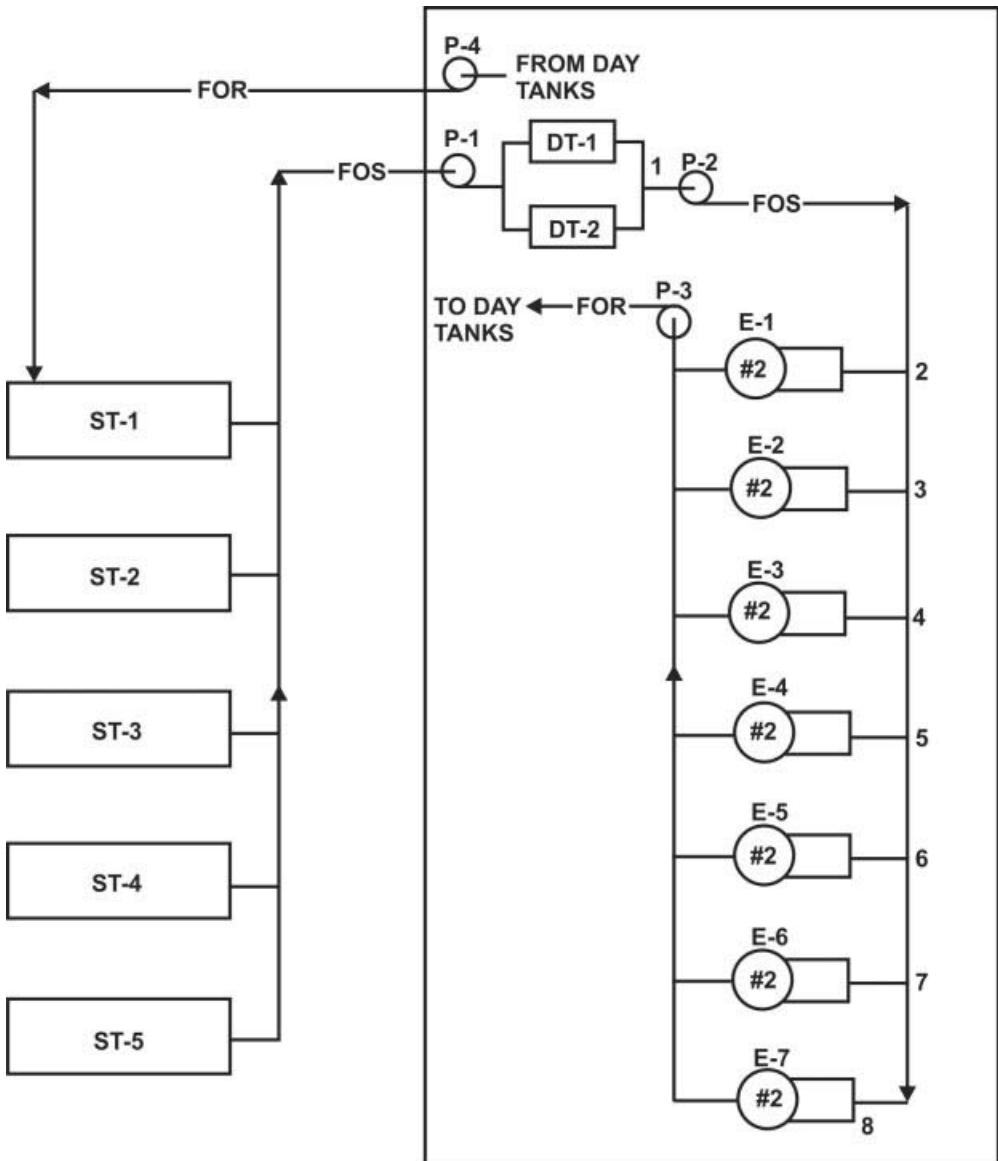 P-4
FROM DAY
TANKS
FOR
P-1
DT-1
FOS
1
P-2
DT-2
FOS
P-3
TO DAY
TANKS
FOR
E-1
#2
2
ST-1
E-2
#2
3
E-3
#2
4
ST-2
E-4
#2
5
ST-3
E-5
#2
6
ST-4
E-6
#2
7
ST-5
E-7
#2
8